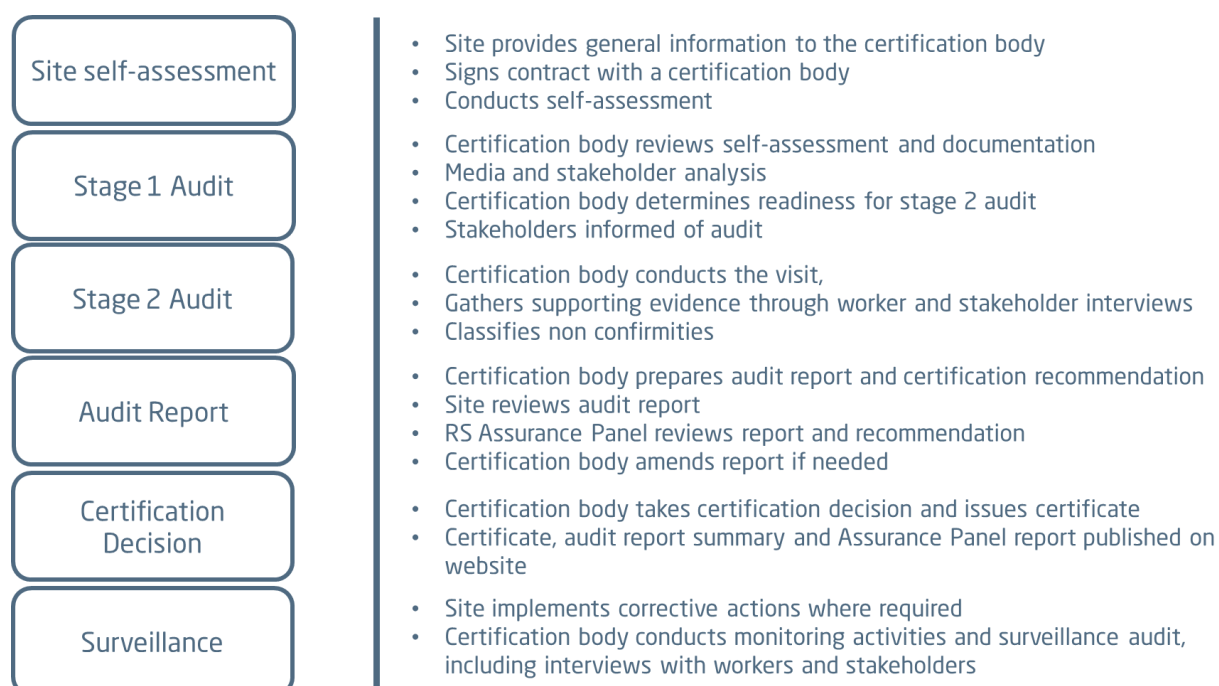 Site self-assessment
• Site provides general information to the certification body
• Signs contract with a certification body
• Conducts self-assessment
Stage 1 Audit
• Certification body reviews self-assessment and documentation
• Media and stakeholder analysis
• Certification body determines readiness for stage 2 audit
• Stakeholders informed of audit
Stage 2 Audit
• Certification body conducts the visit,
• Gathers supporting evidence through worker and stakeholder interviews
• Classifies non confirmities
Audit Report
• Certification body prepares audit report and certification recommendation
• Site reviews audit report
• RS Assurance Panel reviews report and recommendation
• Certification body amends report if needed
Certification
Decision
• Certification body takes certification decision and issues certificate
• Certificate, audit report summary and Assurance Panel report published on
website
Surveillance
• Site implements corrective actions where required
• Certification body conducts monitoring activities and surveillance audit,
including interviews with workers and stakeholders